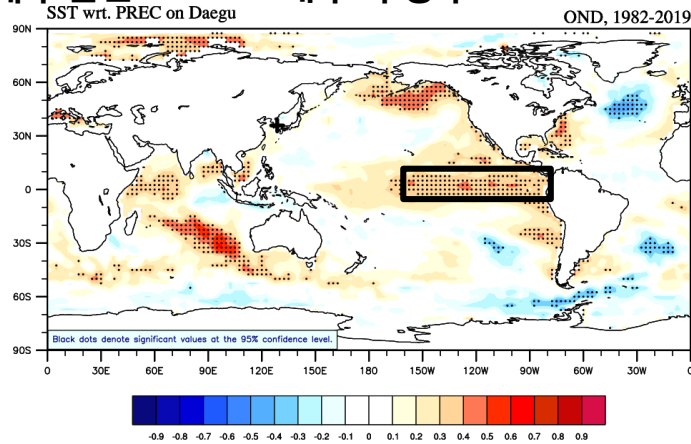 SST wrt. PREC on Daegu OND, 1982-2019
90N
60N
30N
0
30S
60S
90S
Black dots denote significant values at the 95% confidence level.
0 30E 60E 90E 120E 150E 180 150W 120W 90W 60W 30W 0
-0.9 -0.8 -0.7 -0.6 -0.5 -0.4 -0.3 -0.2 -0.1 0 0.1 0.2 0.3 0.4 0.5 0.6 0.7 0.8 0.9